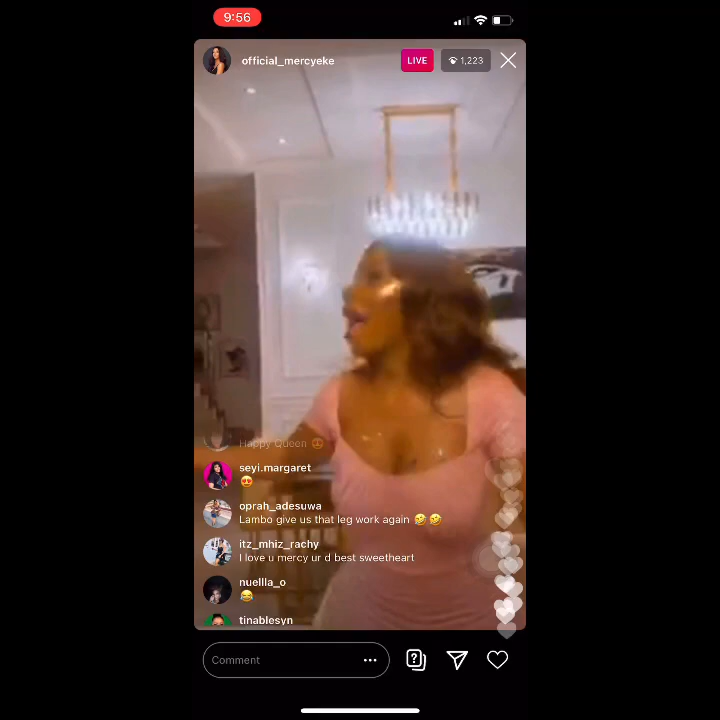 9:56
official_mercyeke
LIVE
1,223
Happy Queen 🤩
seyi.margaret
😍
oprah_adesuwa
Lambo give us that leg work again 🤣🤣
itz_mhiz_rachy
I love u mercy ur d best sweetheart
nuellla_o
😂
tinablesyn
Comment